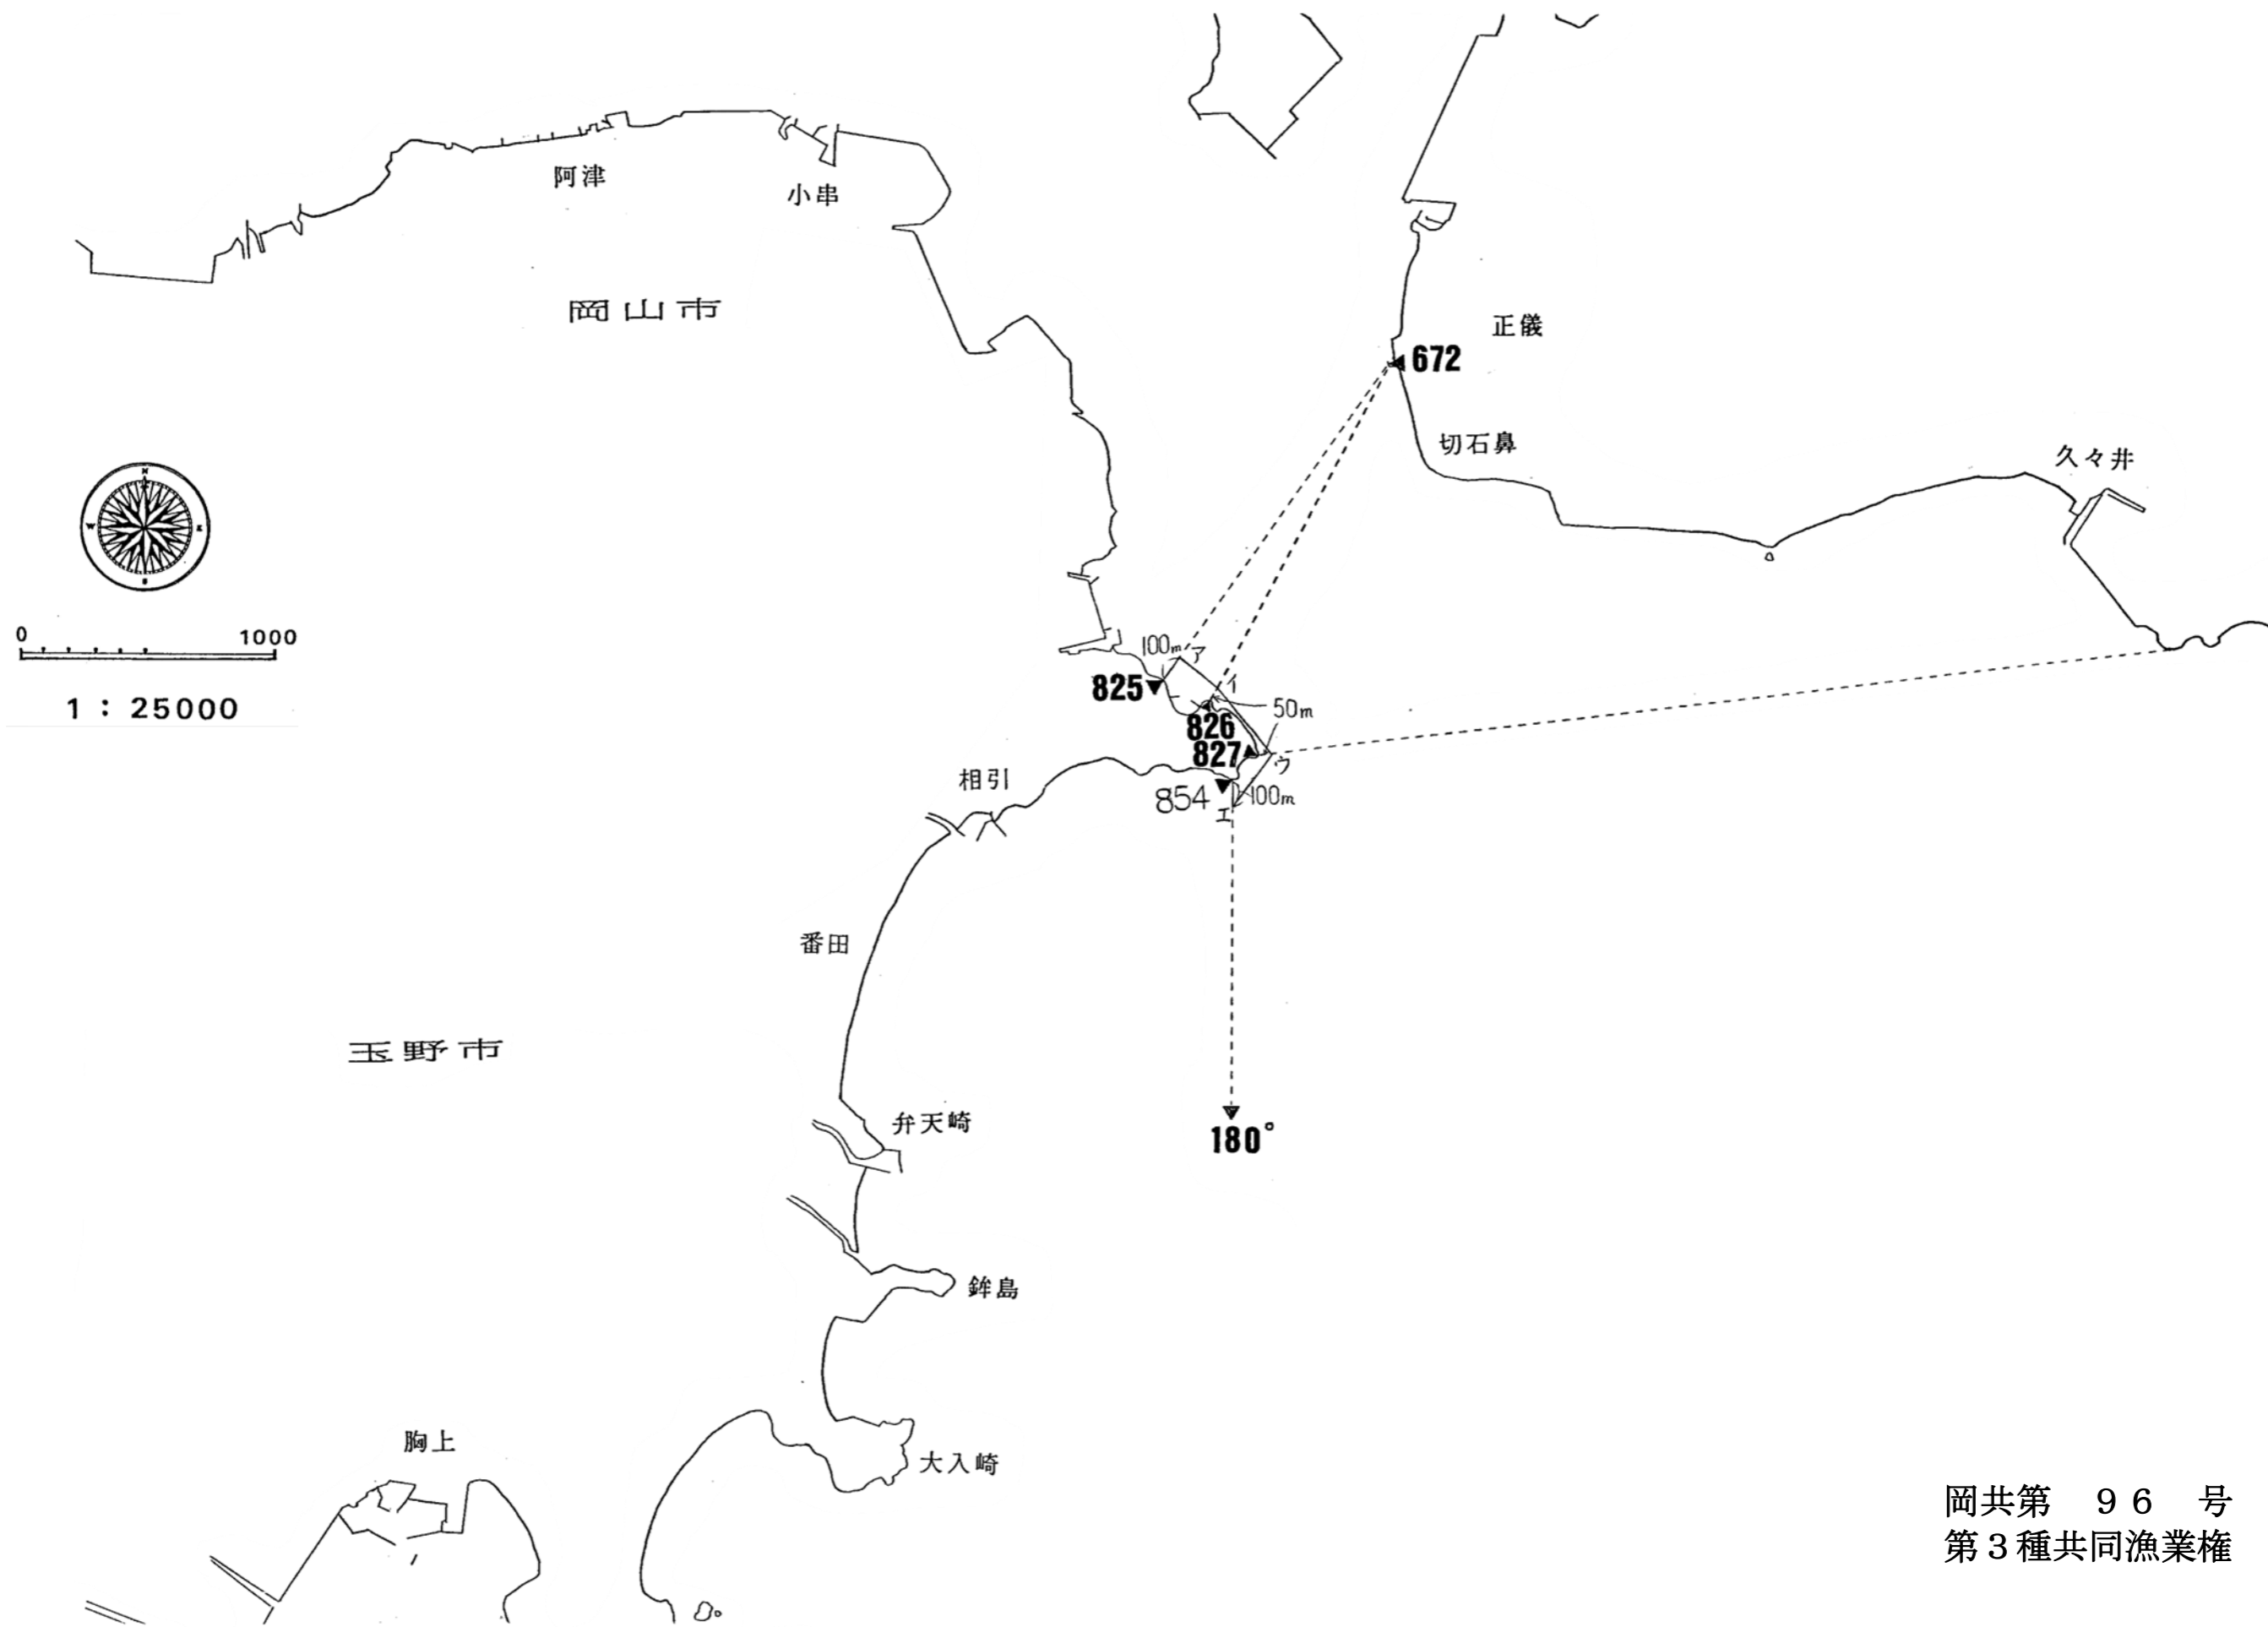 阿津
小串
岡山市
正儀
672
切石鼻
久々井
N
W
E
S
0 1000
1 : 25000
100m
ア
825
イ
50m
826
827
ウ
相引
854
100m
エ
番田
玉野市
弁天崎
180°
鉾島
胸上
大入崎
岡共第 96 号
第3種共同漁業権